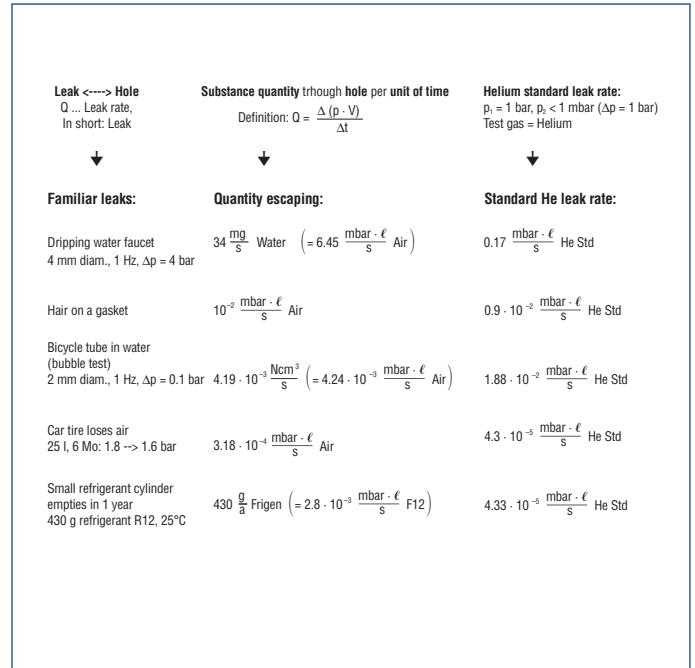 Leak <----> Hole
Q ... Leak rate,
In short: Leak
Substance quantity trhough hole per unit of time
Definition: Q = Δ (p · V) / Δt
Helium standard leak rate:
p₁ = 1 bar, p₂ < 1 mbar (Δp = 1 bar)
Test gas = Helium
Familiar leaks: Quantity escaping: Standard He leak rate:
Dripping water faucet
4 mm diam., 1 Hz, Δp = 4 bar
34 mg/s Water (= 6.45 mbar · ℓ/s Air)
0.17 mbar · ℓ/s He Std
Hair on a gasket
10⁻² mbar · ℓ/s Air
0.9 · 10⁻² mbar · ℓ/s He Std
Bicycle tube in water
(bubble test)
2 mm diam., 1 Hz, Δp = 0.1 bar
4.19 · 10⁻³ Ncm³/s (= 4.24 · 10⁻³ mbar · ℓ/s Air)
1.88 · 10⁻² mbar · ℓ/s He Std
Car tire loses air
25 l, 6 Mo: 1.8 --> 1.6 bar
3.18 · 10⁻⁴ mbar · ℓ/s Air
4.3 · 10⁻⁵ mbar · ℓ/s He Std
Small refrigerant cylinder
empties in 1 year
430 g refrigerant R12, 25°C
430 g/a Frigen (= 2.8 · 10⁻³ mbar · ℓ/s F12)
4.33 · 10⁻⁵ mbar · ℓ/s He Std